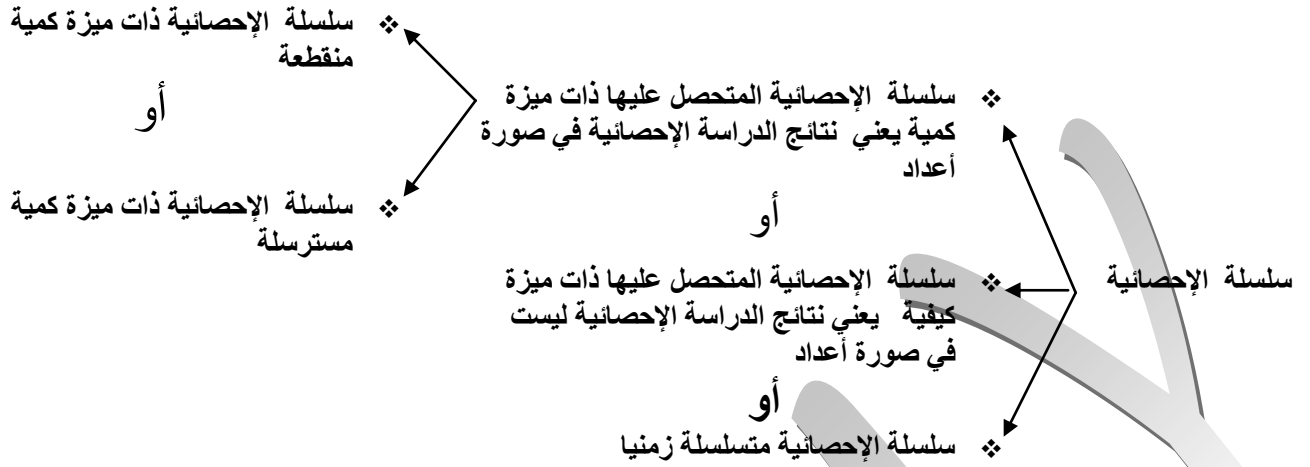 سلسلة الإحصائية
❖ سلسلة الإحصائية المتحصل عليها ذات ميزة
كمية يعني نتائج الدراسة الإحصائية في صورة
أعداد
أو
❖ سلسلة الإحصائية المتحصل عليها ذات ميزة
كيفية يعني نتائج الدراسة الإحصائية ليست
في صورة أعداد
أو
❖ سلسلة الإحصائية متسلسلة زمنيا
❖ سلسلة الإحصائية ذات ميزة كمية
منقطعة
أو
❖ سلسلة الإحصائية ذات ميزة كمية
مسترسلة